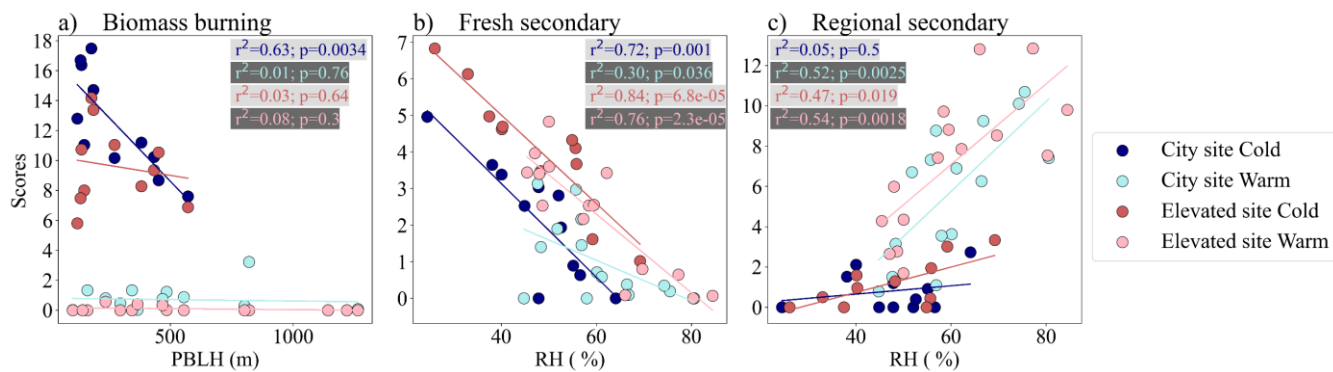 a) Biomass burning
18
16
14
12
10
8
6
4
2
0
Scores
500
1000
PBLH (m)
r²=0.63; p=0.0034
r²=0.01; p=0.76
r²=0.03; p=0.64
r²=0.08; p=0.3
b) Fresh secondary
7
6
5
4
3
2
1
0
40
60
80
RH ( %)
r²=0.72; p=0.001
r²=0.30; p=0.036
r²=0.84; p=6.8e-05
r²=0.76; p=2.3e-05
c) Regional secondary
12
10
8
6
4
2
0
40
60
80
RH ( %)
r²=0.05; p=0.5
r²=0.52; p=0.0025
r²=0.47; p=0.019
r²=0.54; p=0.0018
City site Cold
City site Warm
Elevated site Cold
Elevated site Warm